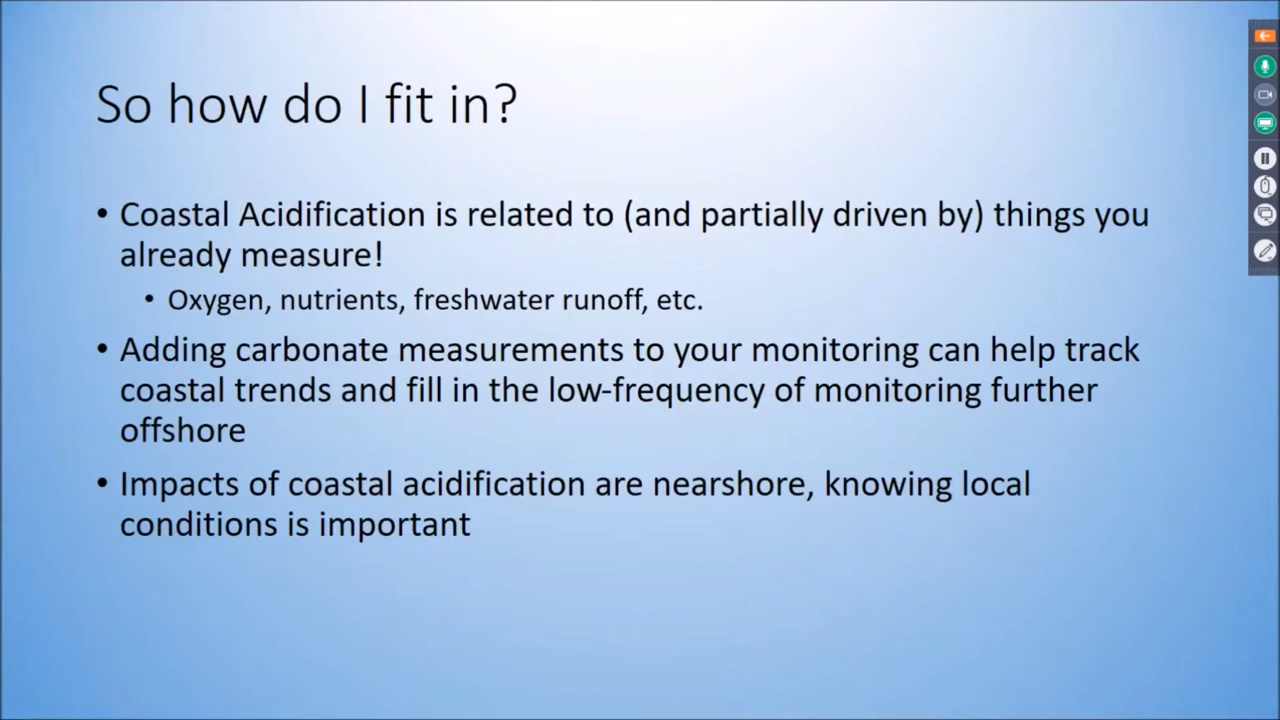 So how do I fit in?
• Coastal Acidification is related to (and partially driven by) things you
already measure!
• Oxygen, nutrients, freshwater runoff, etc.
• Adding carbonate measurements to your monitoring can help track
coastal trends and fill in the low-frequency of monitoring further
offshore
• Impacts of coastal acidification are nearshore, knowing local
conditions is important